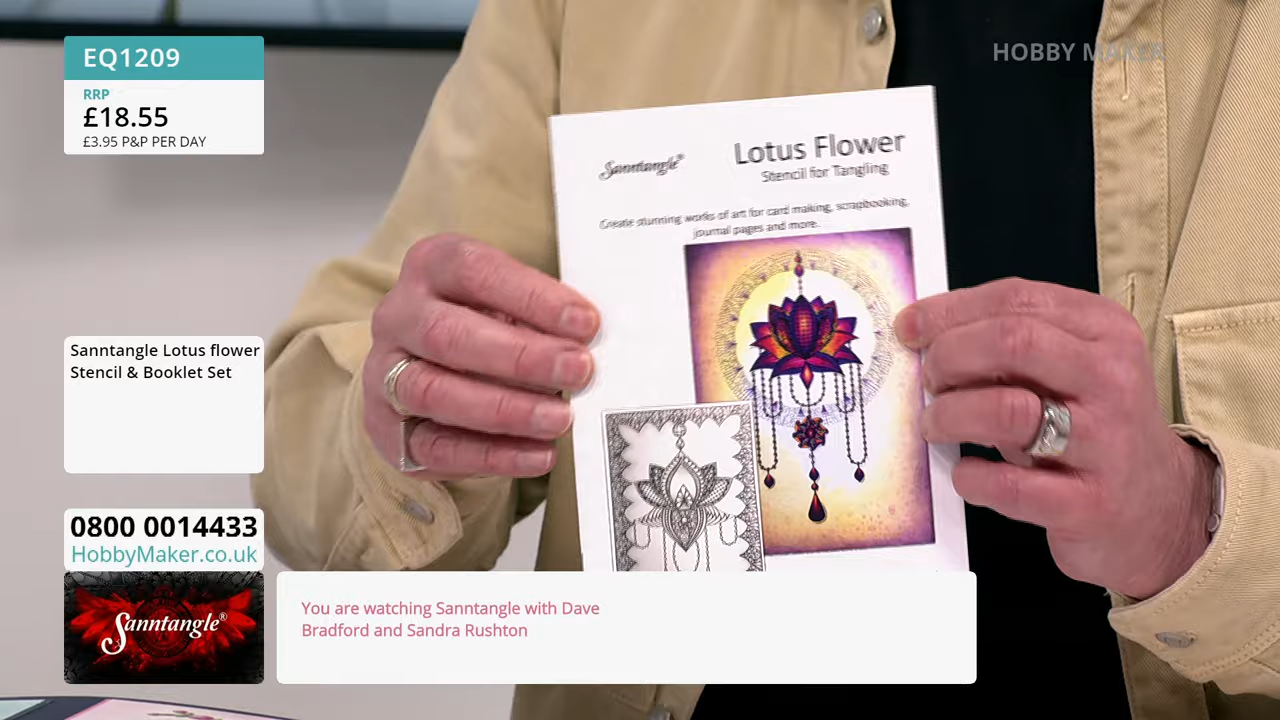 EQ1209
RRP
£18.55
£3.95 P&P PER DAY
HOBBY MAKER
Sanntangle®
Lotus Flower
Stencil for Tangling
Create stunning works of art for card making, scrapbooking,
journal pages and more.
Sanntangle Lotus flower
Stencil & Booklet Set
0800 0014433
HobbyMaker.co.uk
Sanntangle®
You are watching Sanntangle with Dave
Bradford and Sandra Rushton